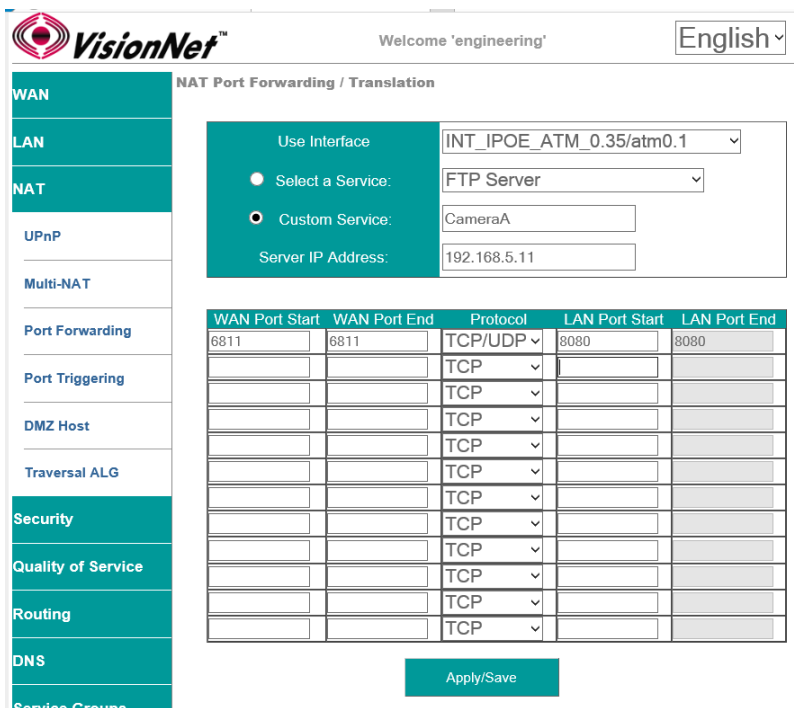 VisionNet™
Welcome 'engineering'
English
WAN
LAN
NAT
UPnP
Multi-NAT
Port Forwarding
Port Triggering
DMZ Host
Traversal ALG
Security
Quality of Service
Routing
DNS
Service Groups
NAT Port Forwarding / Translation
Use Interface INT_IPOE_ATM_0.35/atm0.1
Select a Service: FTP Server
Custom Service: CameraA
Server IP Address: 192.168.5.11
WAN Port Start WAN Port End Protocol LAN Port Start LAN Port End
6811 6811 TCP/UDP 8080 8080
TCP
TCP
TCP
TCP
TCP
TCP
TCP
TCP
TCP
TCP
TCP
Apply/Save